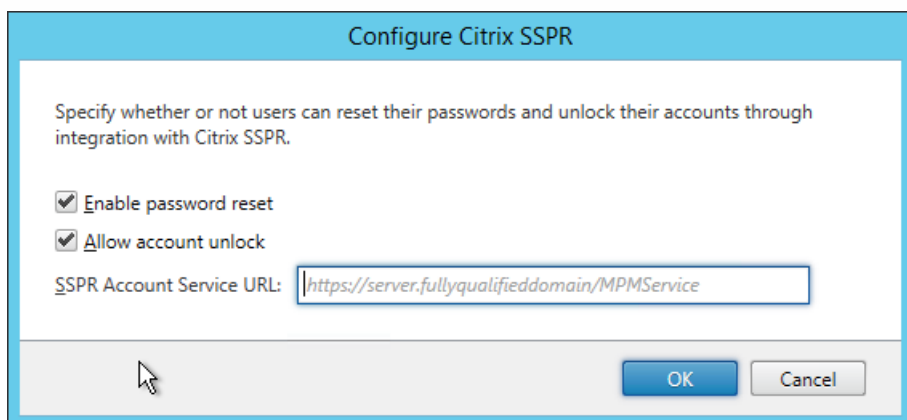 Configure Citrix SSPR
Specify whether or not users can reset their passwords and unlock their accounts through
integration with Citrix SSPR.
Enable password reset
Allow account unlock
SSPR Account Service URL: https://server.fullyqualifieddomain/MPMService
OK Cancel